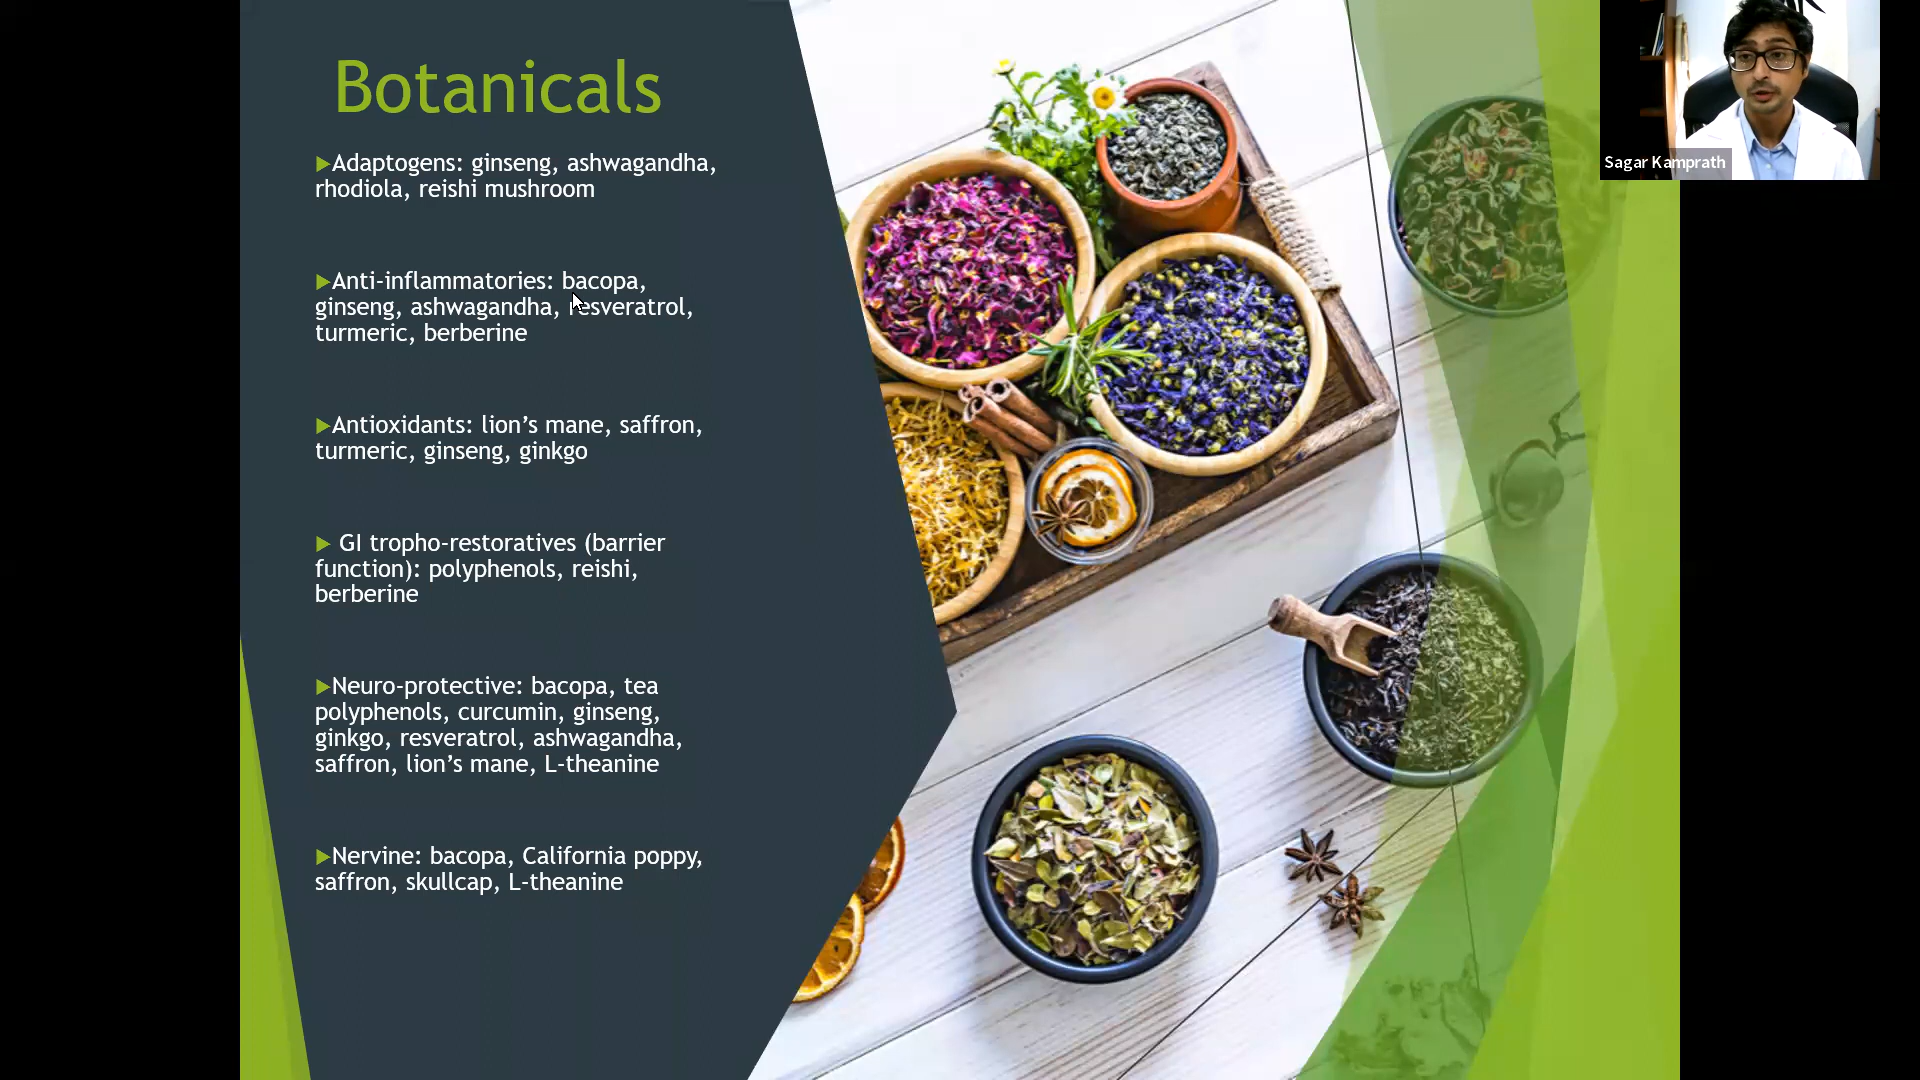 Botanicals
Adaptogens: ginseng, ashwagandha,
rhodiola, reishi mushroom
Anti-inflammatories: bacopa,
ginseng, ashwagandha, resveratrol,
turmeric, berberine
Antioxidants: lion’s mane, saffron,
turmeric, ginseng, ginkgo
GI tropho-restoratives (barrier
function): polyphenols, reishi,
berberine
Neuro-protective: bacopa, tea
polyphenols, curcumin, ginseng,
ginkgo, resveratrol, ashwagandha,
saffron, lion’s mane, L-theanine
Nervine: bacopa, California poppy,
saffron, skullcap, L-theanine
Sagar Kamprath